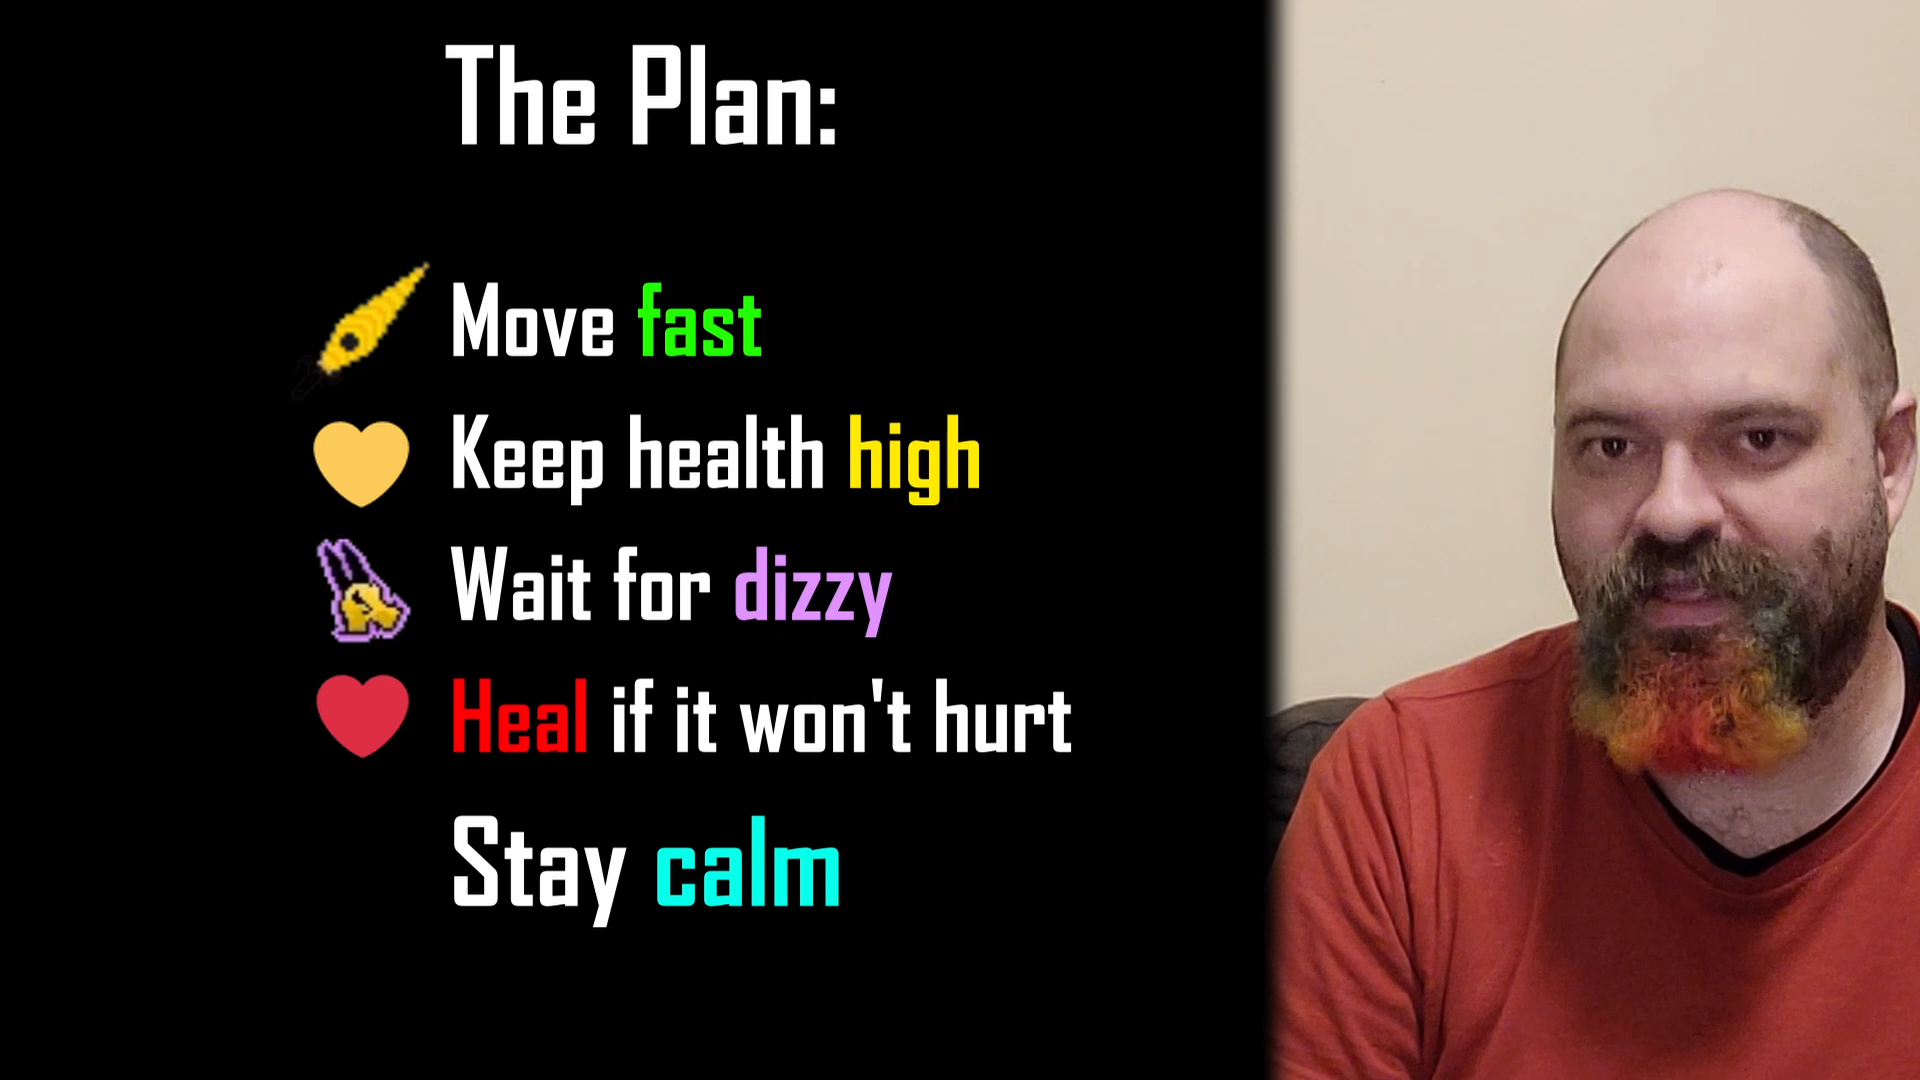 The Plan:
Move fast
Keep health high
Wait for dizzy
Heal if it won't hurt
Stay calm